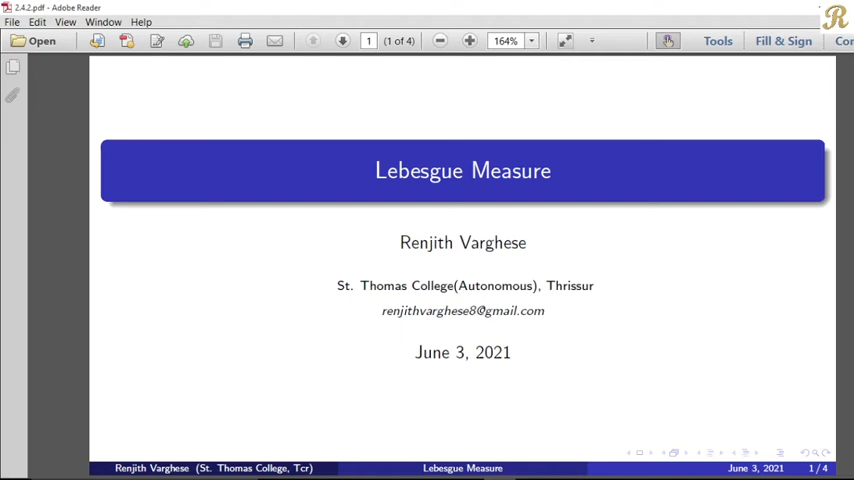 2.4.2.pdf - Adobe Reader
File Edit View Window Help
Open 1 (1 of 4) 164% Tools Fill & Sign
R
Lebesgue Measure
Renjith Varghese
St. Thomas College(Autonomous), Thrissur
renjithvarghese8@gmail.com
June 3, 2021
Renjith Varghese (St. Thomas College, Tcr) Lebesgue Measure June 3, 2021 1 / 4